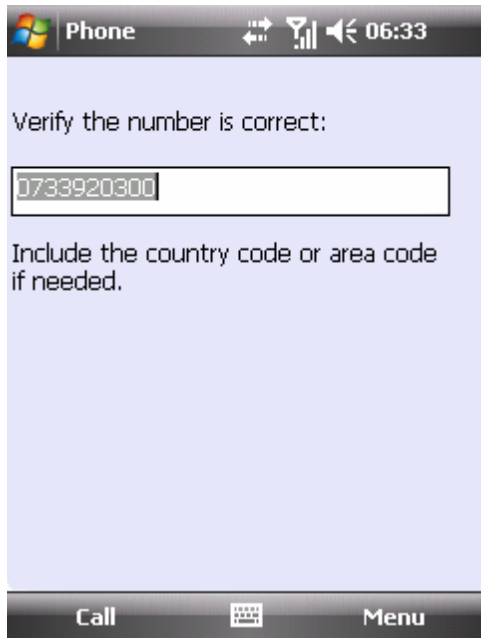 Phone 06:33
Verify the number is correct:
0733920300
Include the country code or area code
if needed.
Call Menu